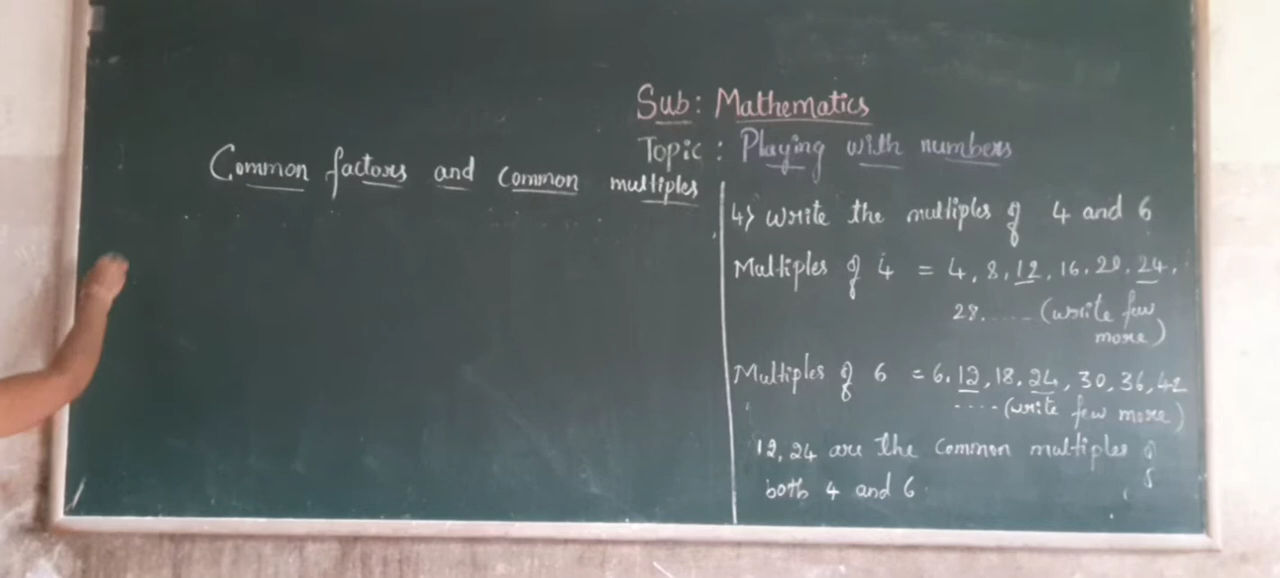 Sub: Mathematics
Topic: Playing with numbers
Common factors and common multiples
4) Write the multiples of 4 and 6
Multiples of 4 = 4, 8, 12, 16, 20, 24,
28...... (write few
more)
Multiples of 6 = 6, 12, 18, 24, 30, 36, 42
.... (write few more)
12, 24 are the common multiples of
both 4 and 6